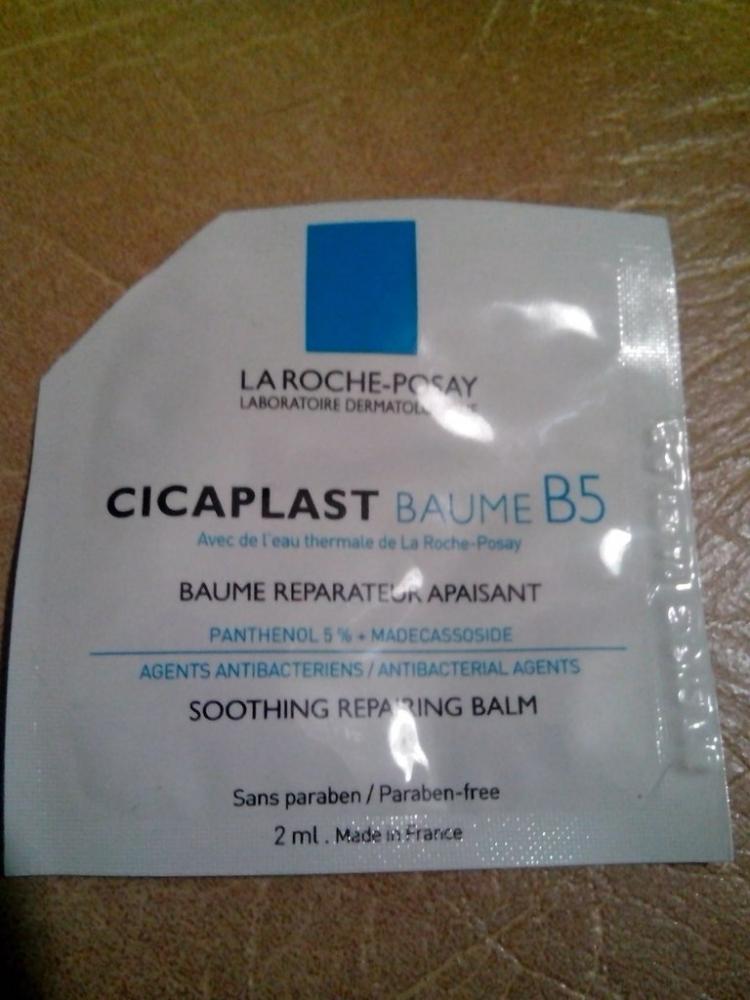 LA ROCHE-POSAY
LABORATOIRE
CICAPLAST BAUME B5
Avec de l'eau thermale de La Roche-Posay
BAUME REPARATEUR APAISANT
PANTHENOL 5 % + MADECASSOSIDE
AGENTS ANTIBACTERIENS / ANTIBACTERIAL AGENTS
SOOTHING REPAIRING BALM
Sans paraben / Paraben-free
2 ml . Made in France